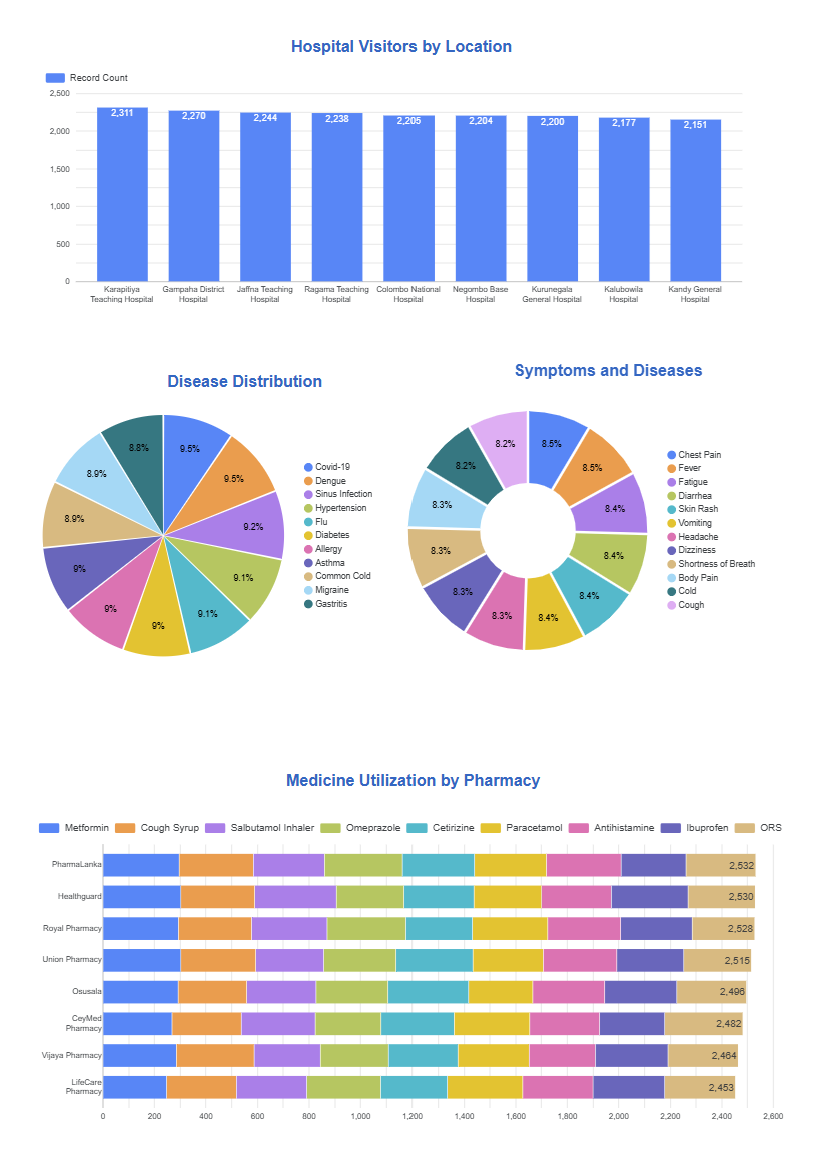 Hospital Visitors by Location
Record Count
2,500
2,000
1,500
1,000
500
0
2,311
2,270
2,244
2,238
2,205
2,204
2,200
2,177
2,151
Karapitiya
Teaching Hospital
Gampaha District
Hospital
Jaffna Teaching
Hospital
Ragama Teaching
Hospital
Colombo National
Hospital
Negombo Base
Hospital
Kurunegala
General Hospital
Kalubowila
Hospital
Kandy General
Hospital
Disease Distribution
9.5%
9.5%
9.2%
9.1%
9.1%
9%
9%
9%
8.9%
8.9%
8.8%
Covid-19
Dengue
Sinus Infection
Hypertension
Flu
Diabetes
Allergy
Asthma
Common Cold
Migraine
Gastritis
Symptoms and Diseases
8.5%
8.5%
8.4%
8.4%
8.4%
8.4%
8.3%
8.3%
8.3%
8.3%
8.2%
8.2%
Chest Pain
Fever
Fatigue
Diarrhea
Skin Rash
Vomiting
Headache
Dizziness
Shortness of Breath
Body Pain
Cold
Cough
Medicine Utilization by Pharmacy
Metformin Cough Syrup Salbutamol Inhaler Omeprazole Cetirizine Paracetamol Antihistamine Ibuprofen ORS
PharmaLanka 2,532
Healthguard 2,530
Royal Pharmacy 2,528
Union Pharmacy 2,515
Osusala 2,496
CeyMed
Pharmacy 2,482
Vijaya Pharmacy 2,464
LifeCare
Pharmacy 2,453
0 200 400 600 800 1,000 1,200 1,400 1,600 1,800 2,000 2,200 2,400 2,600